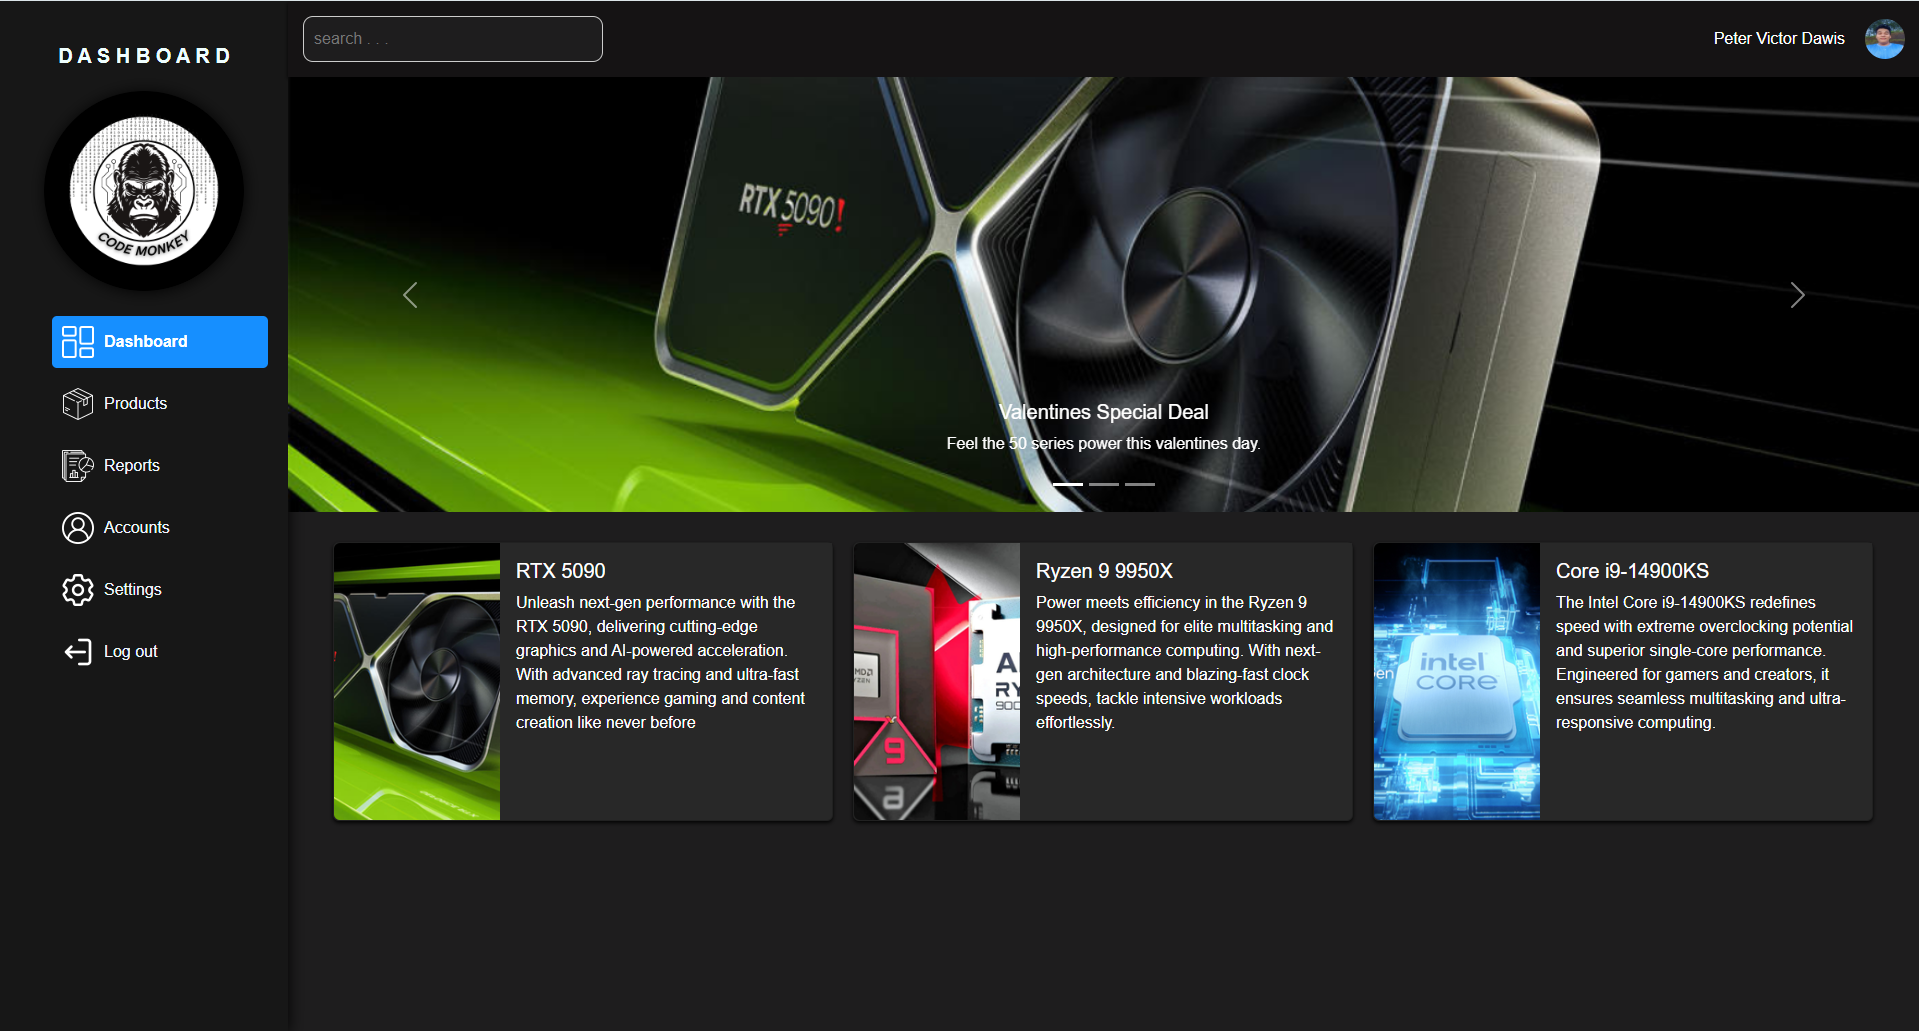 DASHBOARD
search . . .
Peter Victor Dawis
CODE MONKEY
Dashboard
Products
Reports
Accounts
Settings
Log out
RTX 5090!
Valentines Special Deal
Feel the 50 series power this valentines day.
RTX 5090
Unleash next-gen performance with the
RTX 5090, delivering cutting-edge
graphics and AI-powered acceleration.
With advanced ray tracing and ultra-fast
memory, experience gaming and content
creation like never before
9
Ryzen 9 9950X
Power meets efficiency in the Ryzen 9
9950X, designed for elite multitasking and
high-performance computing. With next-
gen architecture and blazing-fast clock
speeds, tackle intensive workloads
effortlessly.
intel
CORE
Core i9-14900KS
The Intel Core i9-14900KS redefines
speed with extreme overclocking potential
and superior single-core performance.
Engineered for gamers and creators, it
ensures seamless multitasking and ultra-
responsive computing.